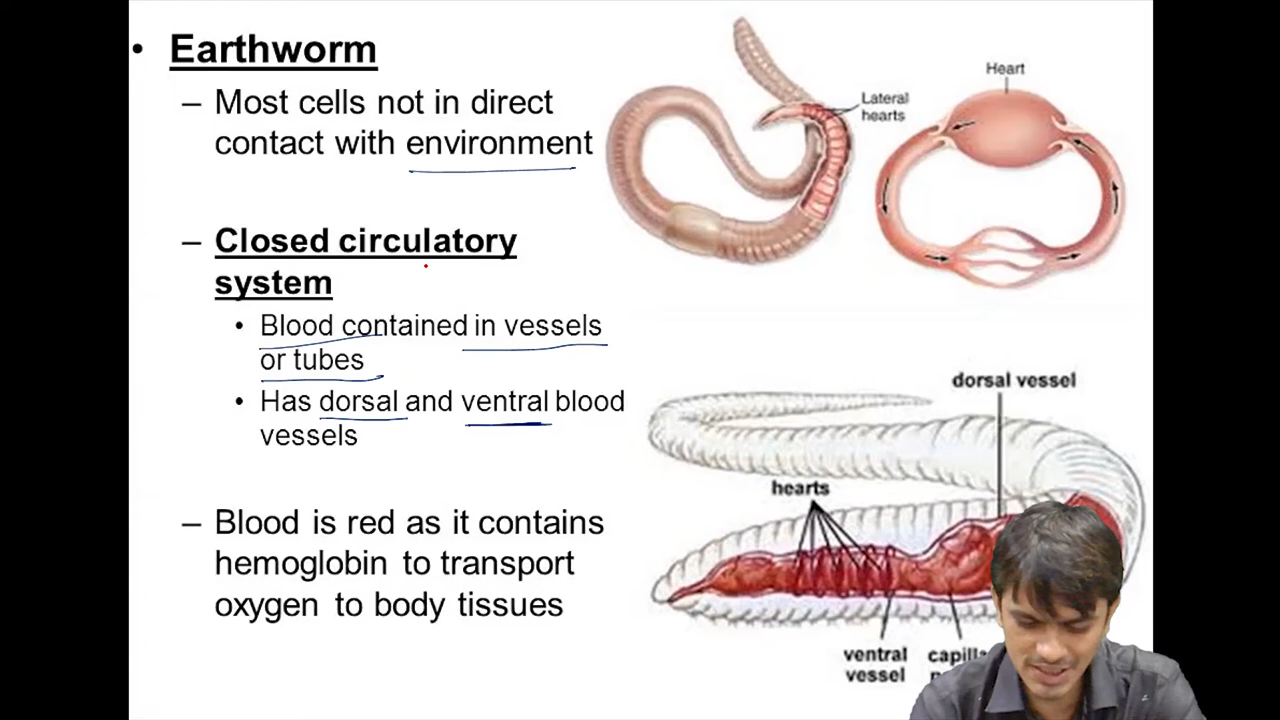 • Earthworm
– Most cells not in direct
contact with environment
– Closed circulatory
system
• Blood contained in vessels
or tubes
• Has dorsal and ventral blood
vessels
– Blood is red as it contains
hemoglobin to transport
oxygen to body tissues
Lateral
hearts
Heart
dorsal vessel
hearts
ventral
vessel